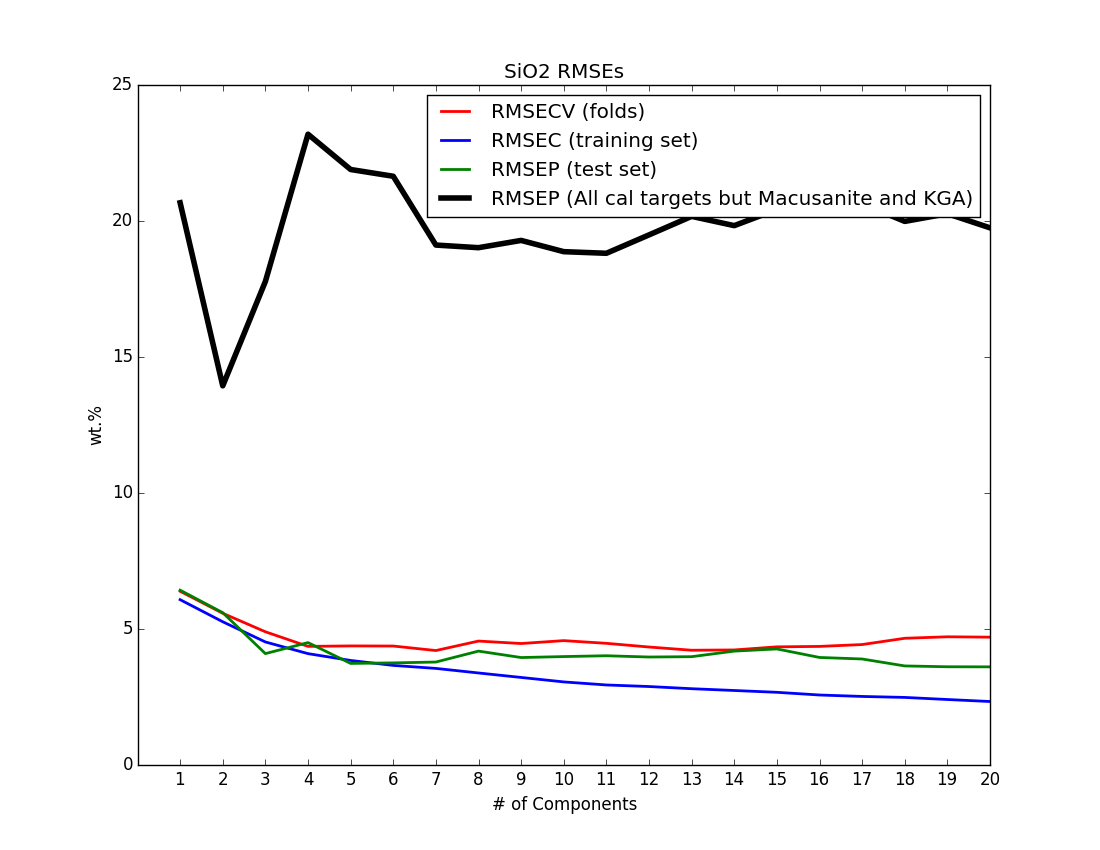 SiO2 RMSEs
25
20
15
10
5
0
wt.%
RMSECV (folds)
RMSEC (training set)
RMSEP (test set)
RMSEP (All cal targets but Macusanite and KGA)
1 2 3 4 5 6 7 8 9 10 11 12 13 14 15 16 17 18 19 20
# of Components